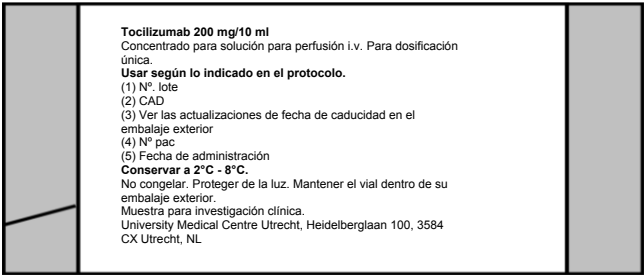 Tocilizumab 200 mg/10 ml
Concentrado para solución para perfusión i.v. Para dosificación
única.
Usar según lo indicado en el protocolo.
(1) Nº. lote
(2) CAD
(3) Ver las actualizaciones de fecha de caducidad en el
embalaje exterior
(4) Nº pac
(5) Fecha de administración
Conservar a 2°C - 8°C.
No congelar. Proteger de la luz. Mantener el vial dentro de su
embalaje exterior.
Muestra para investigación clínica.
University Medical Centre Utrecht, Heidelberglaan 100, 3584
CX Utrecht, NL